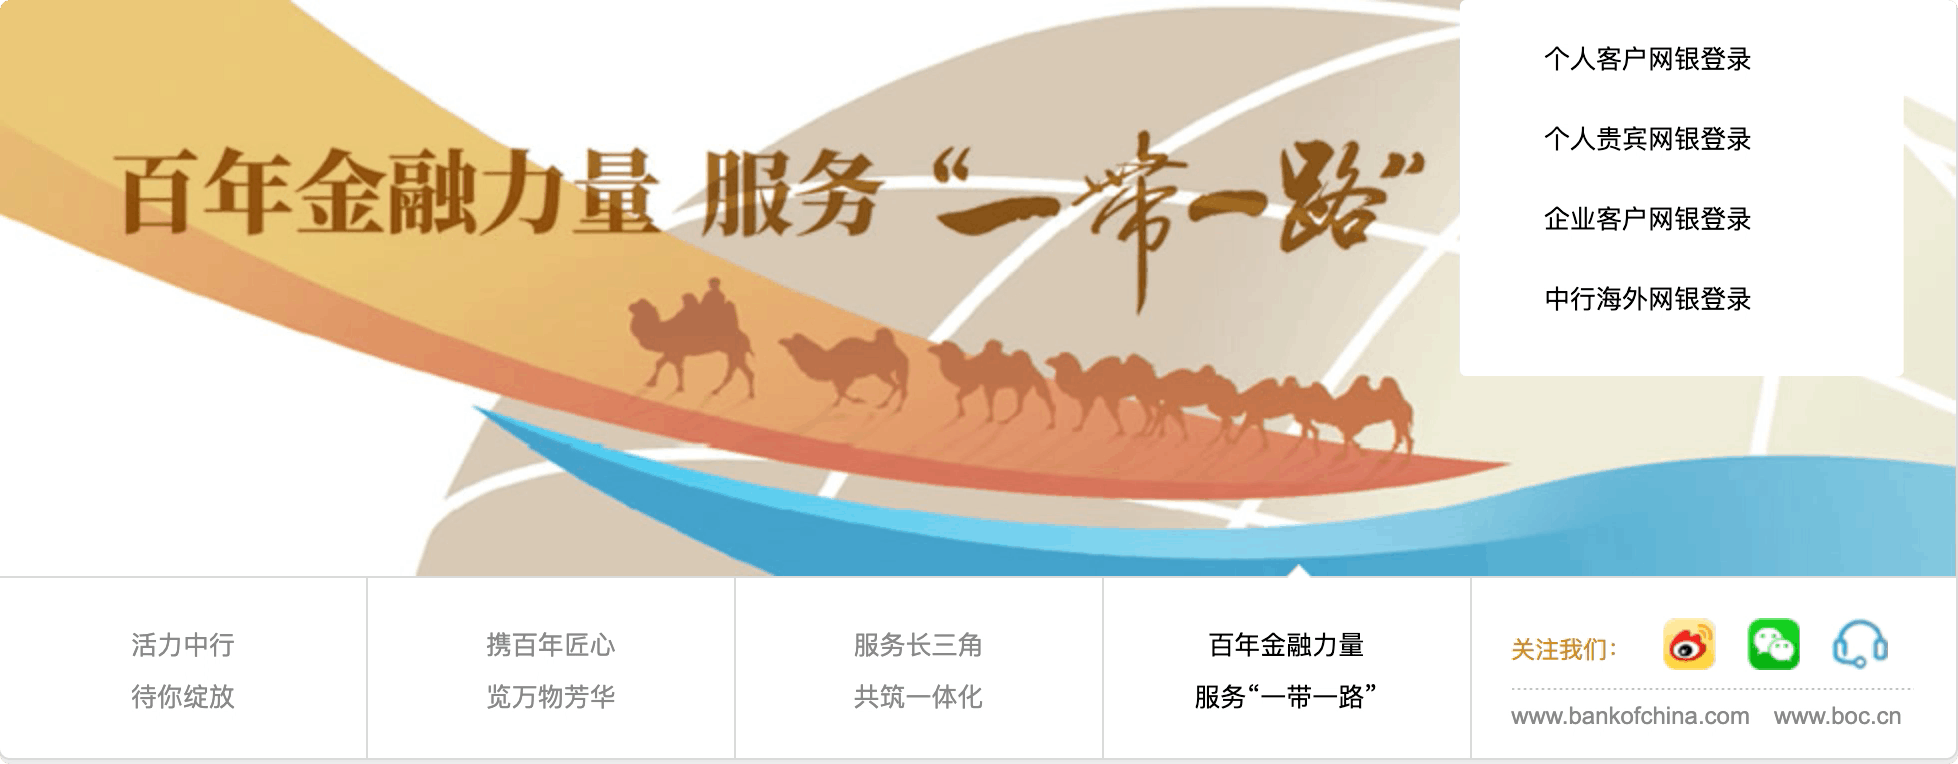 百年金融力量 服务“一带一路”
个人客户网银登录
个人贵宾网银登录
企业客户网银登录
中行海外网银登录
活力中行
待你绽放
携百年匠心
览万物芳华
服务长三角
共筑一体化
百年金融力量
服务“一带一路”
关注我们：
www.bankofchina.com www.boc.cn